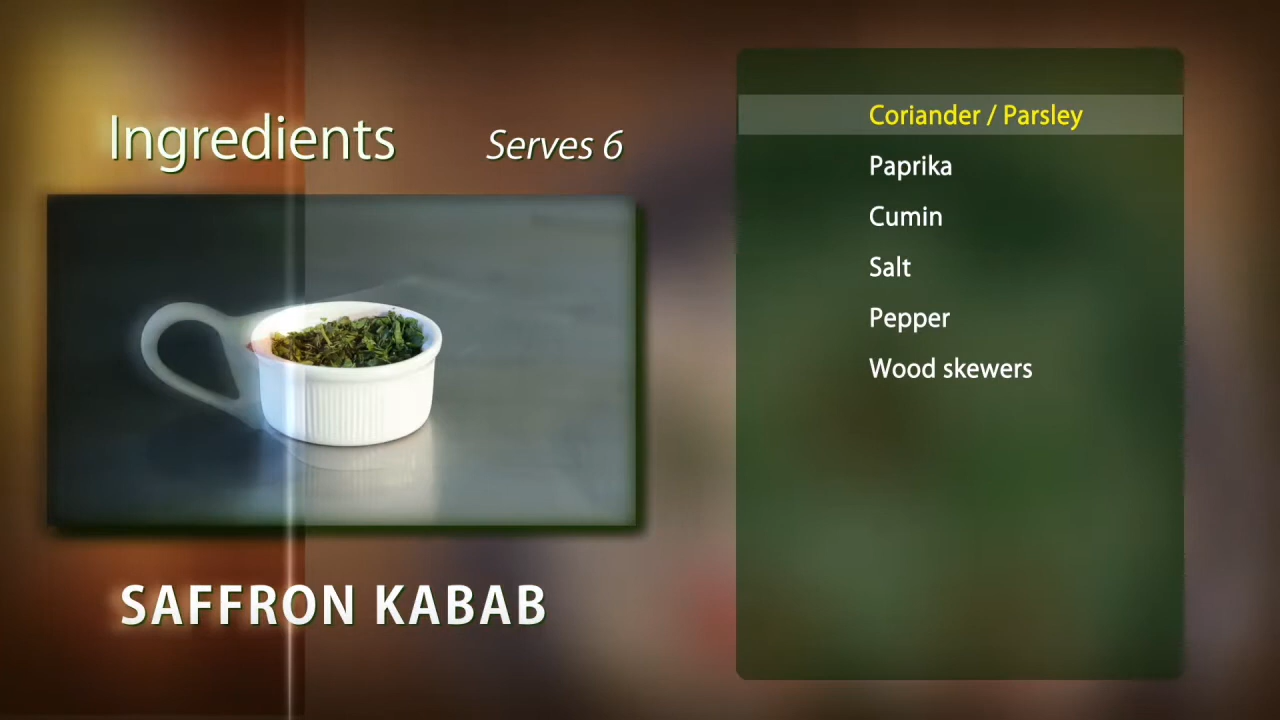 Ingredients
Serves 6
SAFFRON KABAB
Coriander / Parsley
Paprika
Cumin
Salt
Pepper
Wood skewers